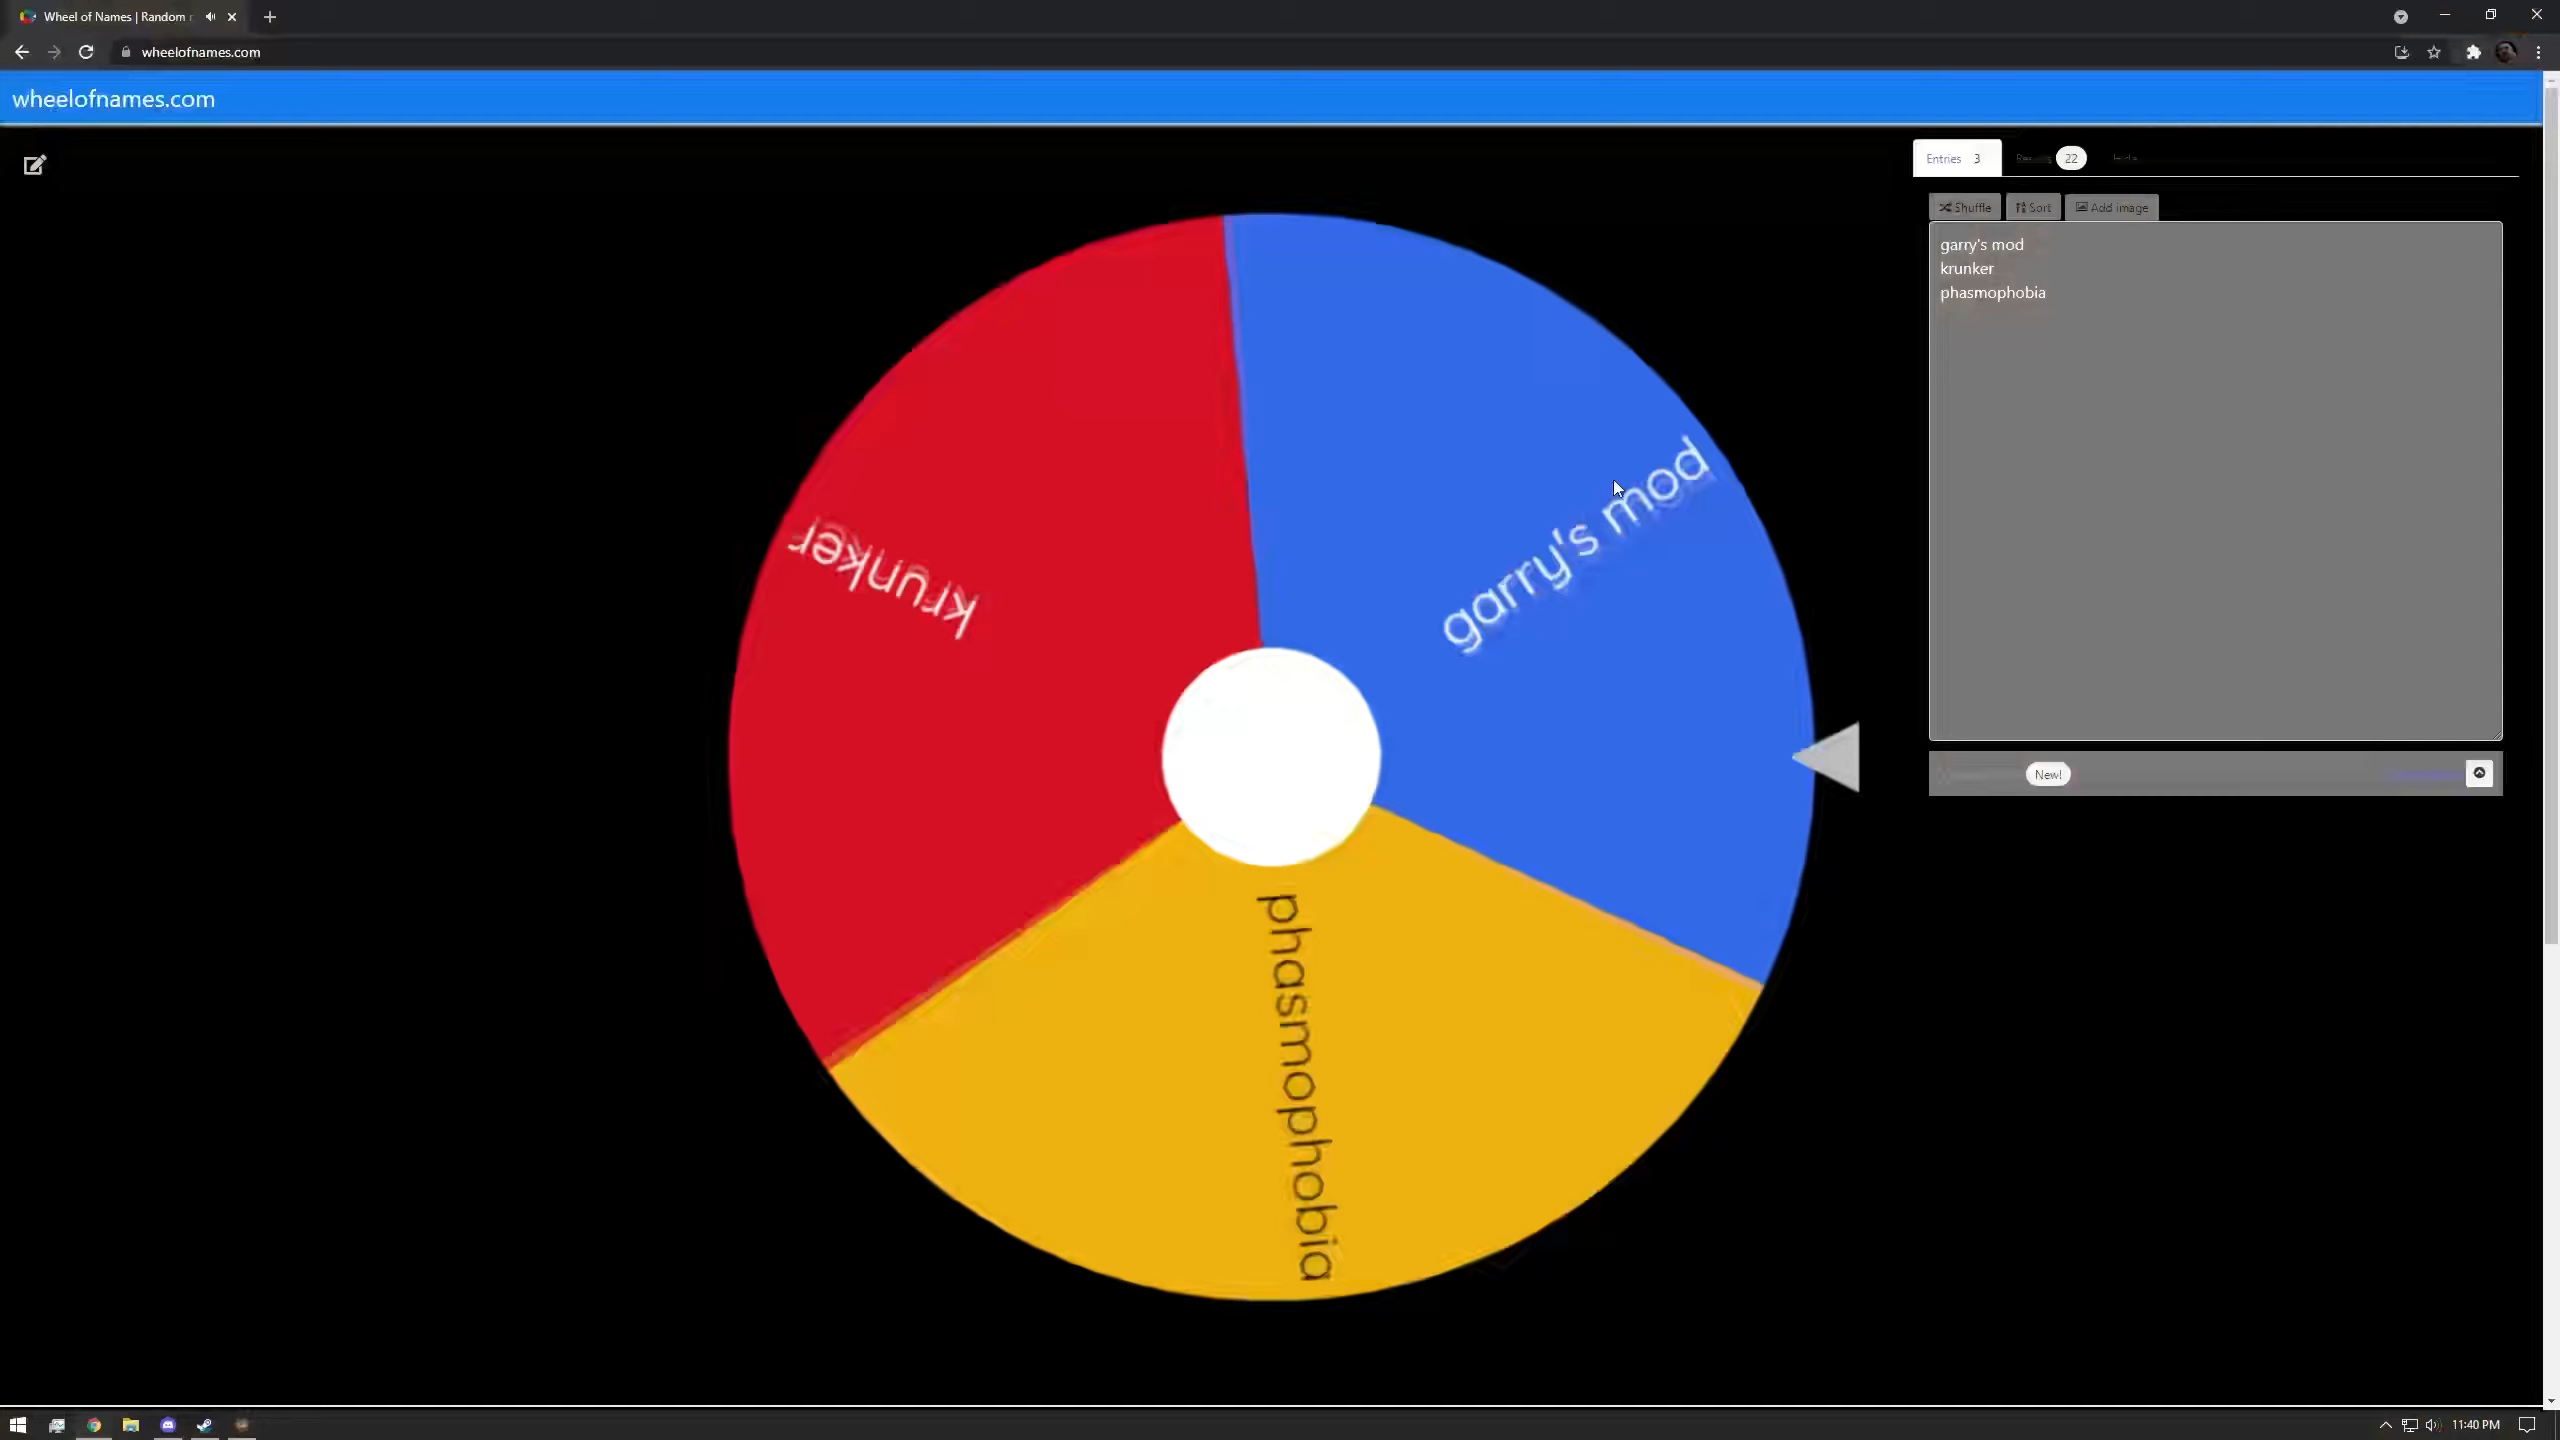 Wheel of Names | Random
wheelofnames.com
wheelofnames.com
Entries 3
22
Shuffle
Sort
Add image
garry's mod
krunker
phasmophobia
krunker
garry's mod
phasmophobia
New!
11:40 PM